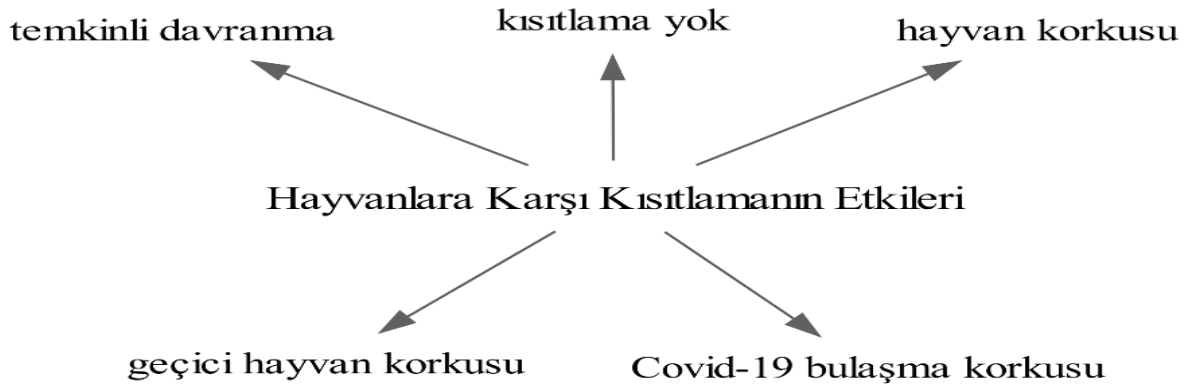 temkinli davranma
kısıtlama yok
hayvan korkusu
Hayvanlara Karşı Kısıtlamanın Etkileri
geçici hayvan korkusu
Covid-19 bulaşma korkusu